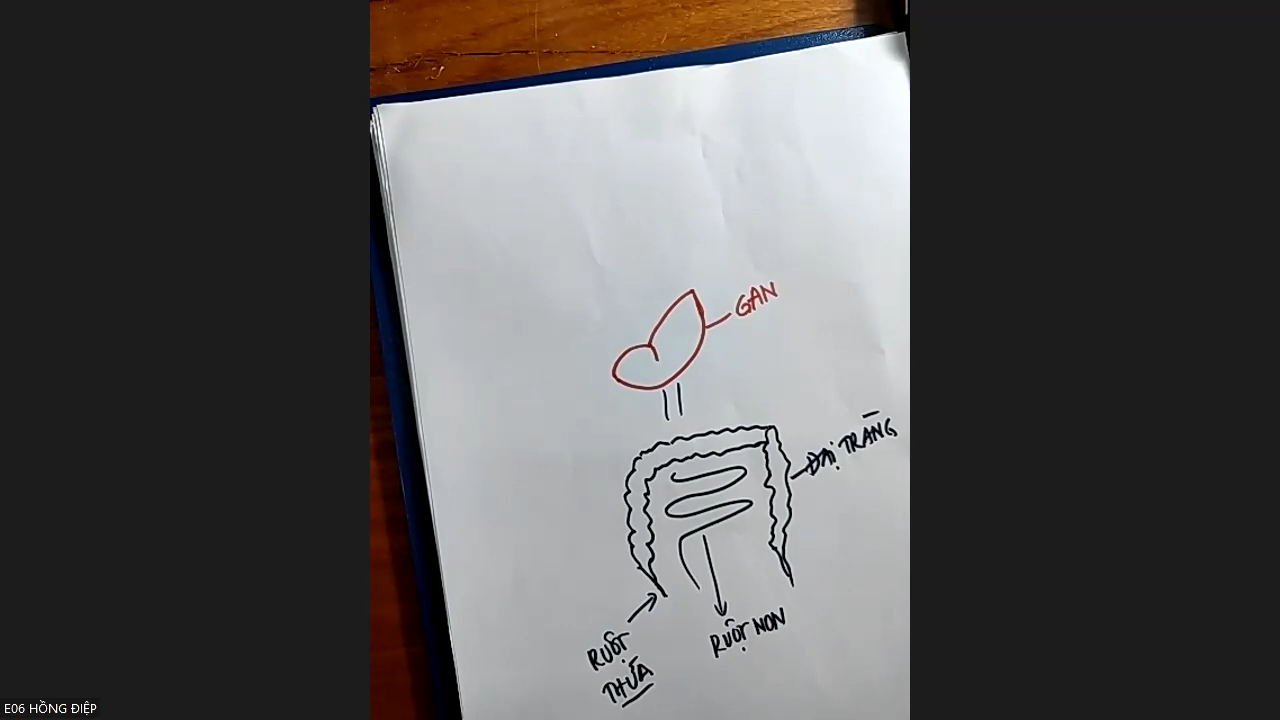 GAN
ĐẠI TRÀNG
RUỘT
THỪA
RUỘT NON
E06 HỒNG ĐIỆP